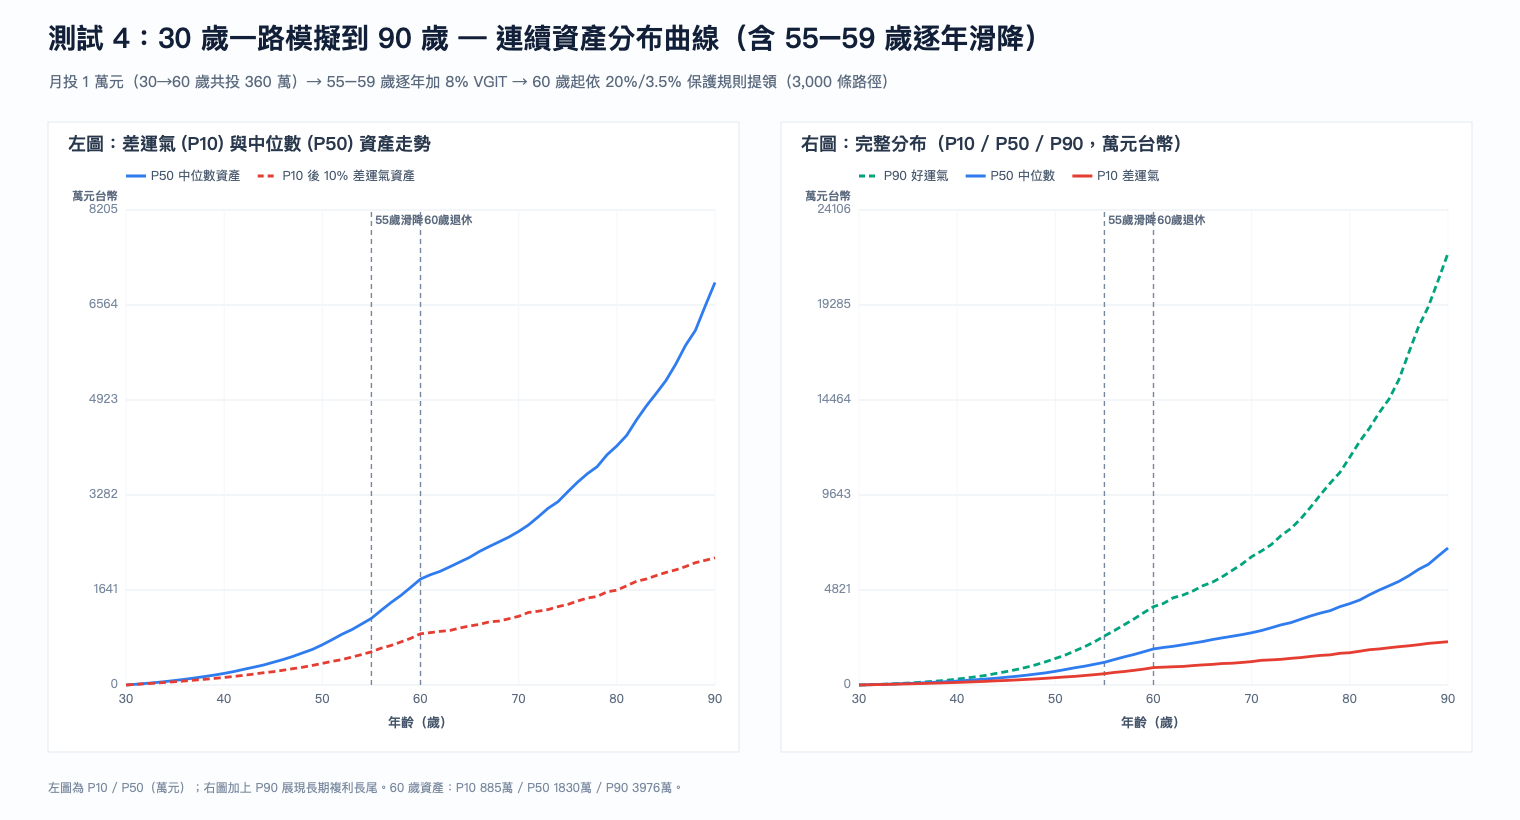 測試 4：30 歲一路模擬到 90 歲 — 連續資產分布曲線（含 55–59 歲逐年滑降）
月投 1 萬元（30→60 歲共投 360 萬）→ 55–59 歲逐年加 8% VGIT → 60 歲起依 20%/3.5% 保護規則提領（3,000 條路徑）
左圖：差運氣 (P10) 與中位數 (P50) 資產走勢
P50 中位數資產
P10 後 10% 差運氣資產
萬元台幣
8205
6564
4923
3282
1641
0
55歲滑降
60歲退休
30
40
50
60
70
80
90
年齡（歲）
右圖：完整分布（P10 / P50 / P90，萬元台幣）
P90 好運氣
P50 中位數
P10 差運氣
萬元台幣
24106
19285
14464
9643
4821
0
55歲滑降
60歲退休
30
40
50
60
70
80
90
年齡（歲）
左圖為 P10 / P50（萬元）；右圖加上 P90 展現長期複利長尾。60 歲資產：P10 885萬 / P50 1830萬 / P90 3976萬。